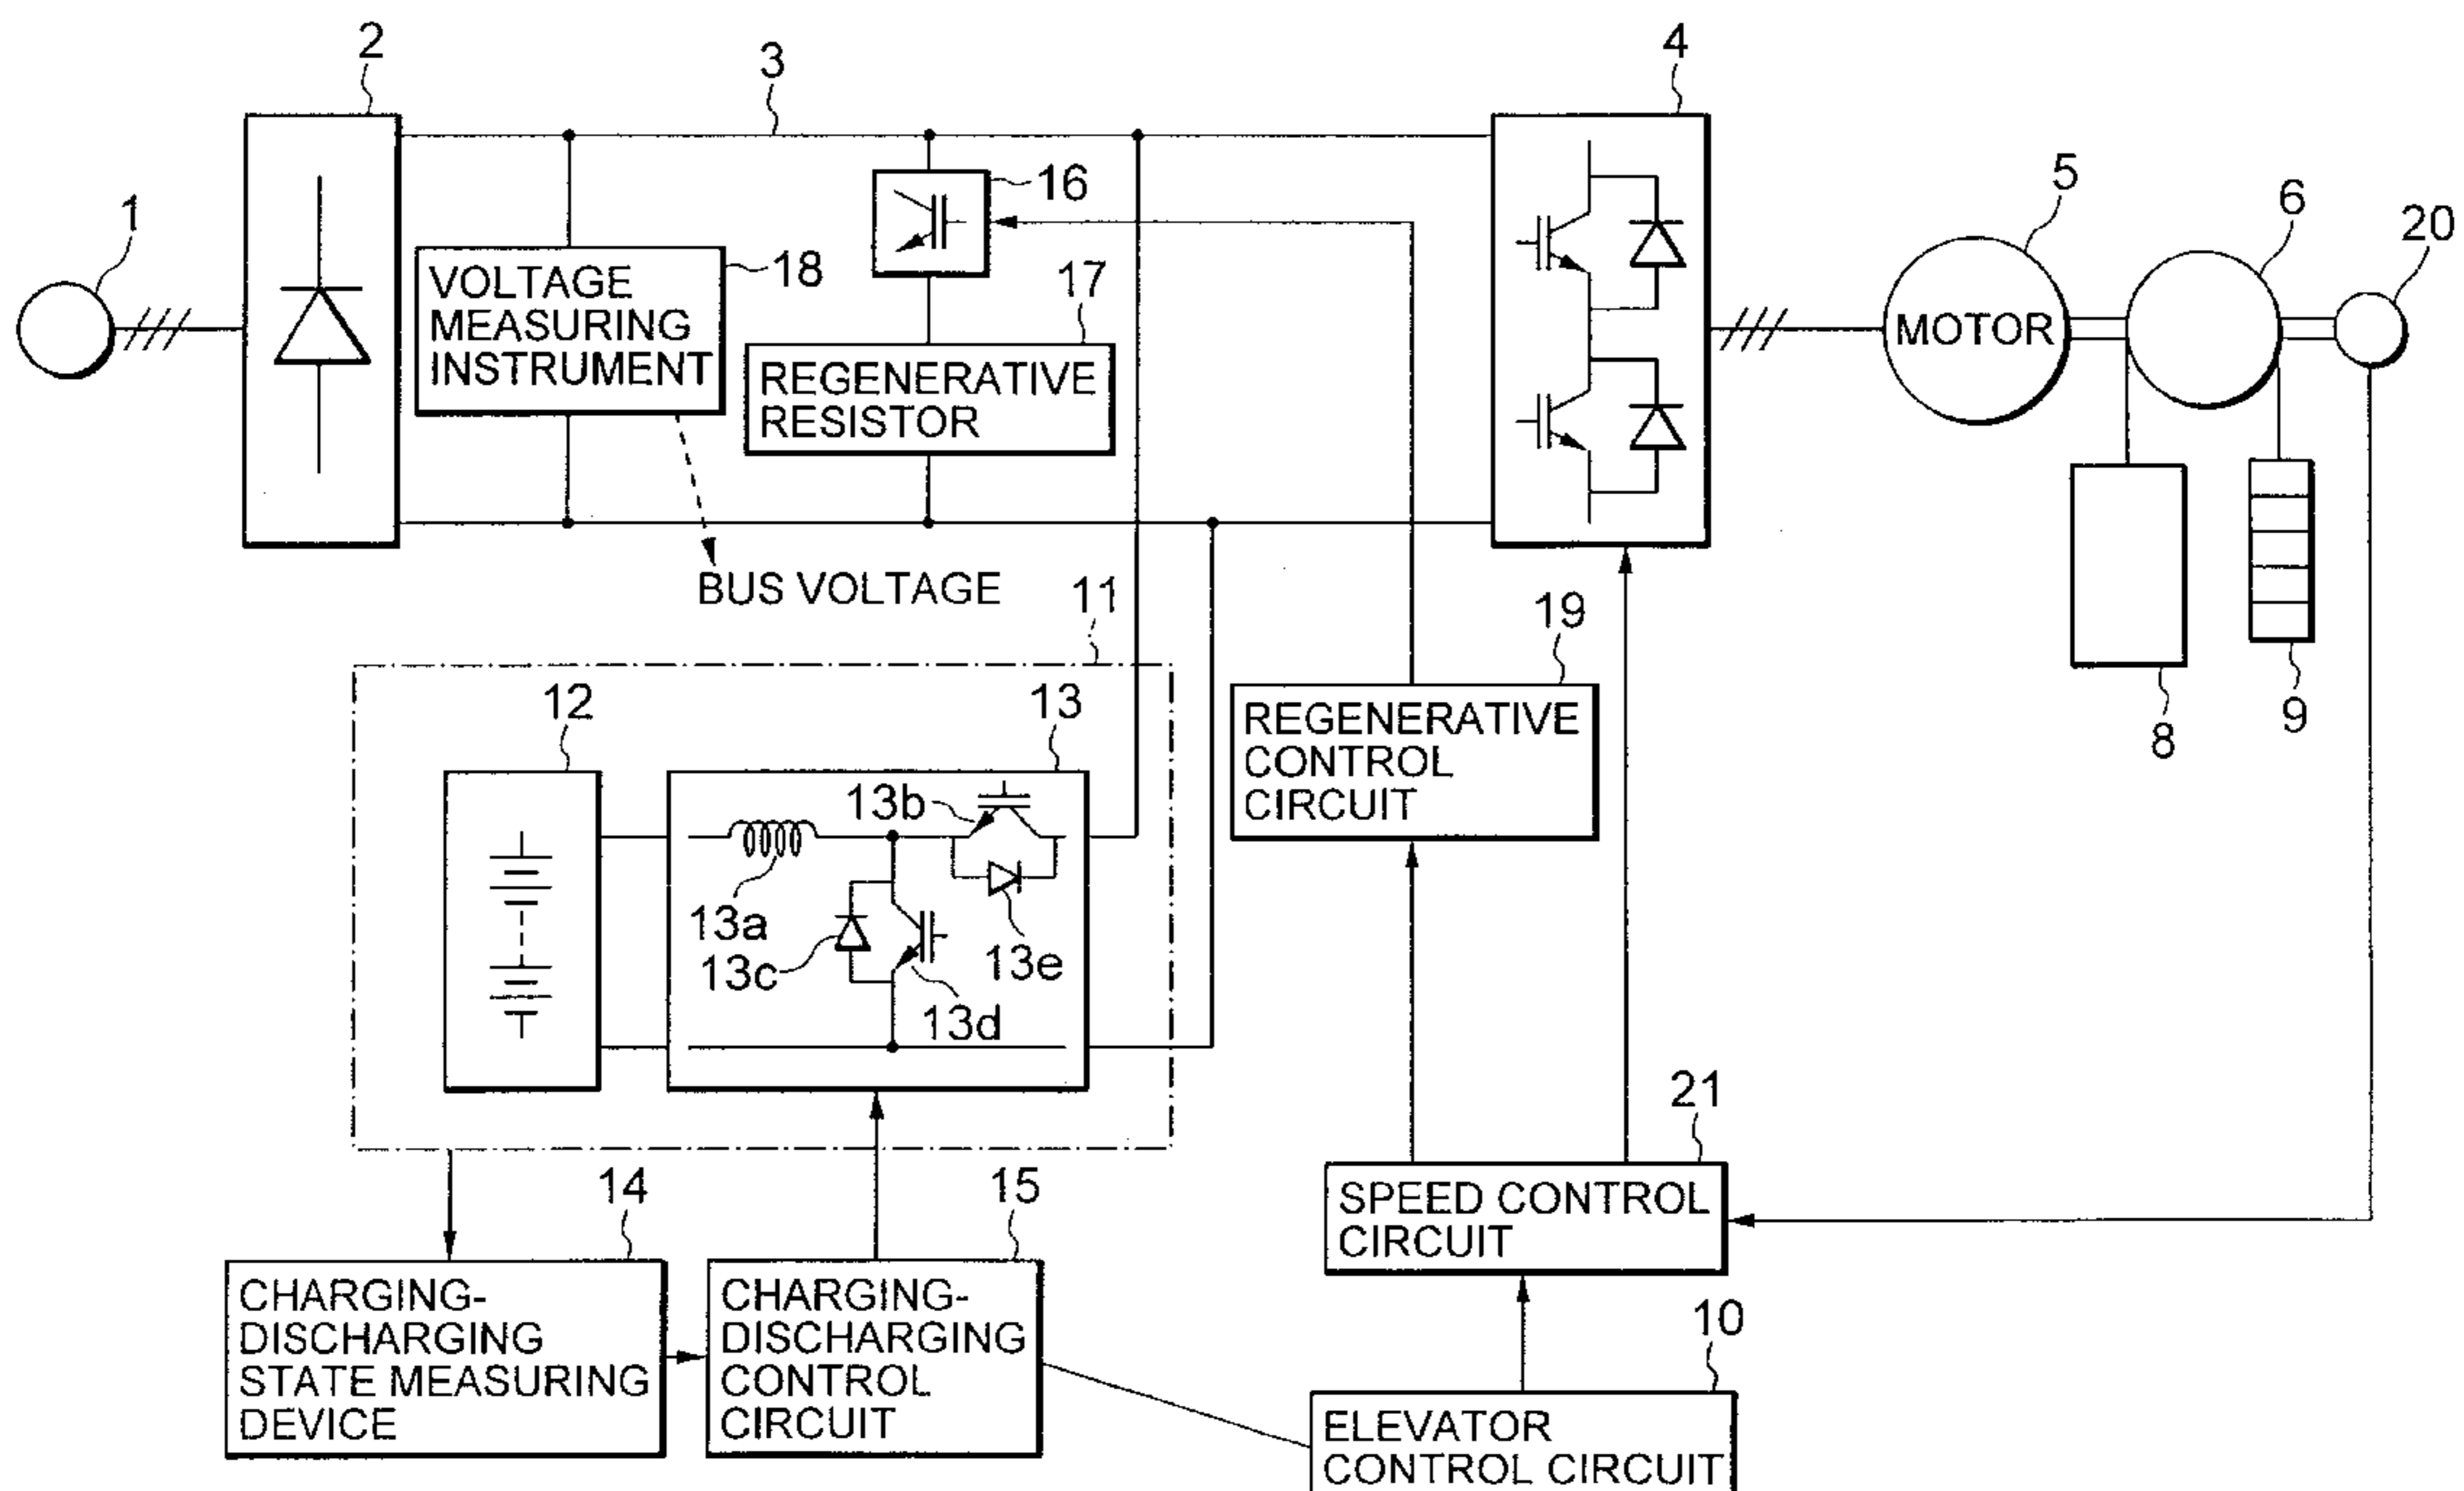 2
3
4
1
16
5
6
20
VOLTAGE
MEASURING
INSTRUMENT
18
17
REGENERATIVE
RESISTOR
MOTOR
BUS VOLTAGE
11
19
8
9
12
13
REGENERATIVE
CONTROL
CIRCUIT
13b
13a
13c
13e
13d
21
14
15
SPEED CONTROL
CIRCUIT
CHARGING-
DISCHARGING
STATE MEASURING
DEVICE
CHARGING-
DISCHARGING
CONTROL
CIRCUIT
10
ELEVATOR
CONTROL CIRCUIT